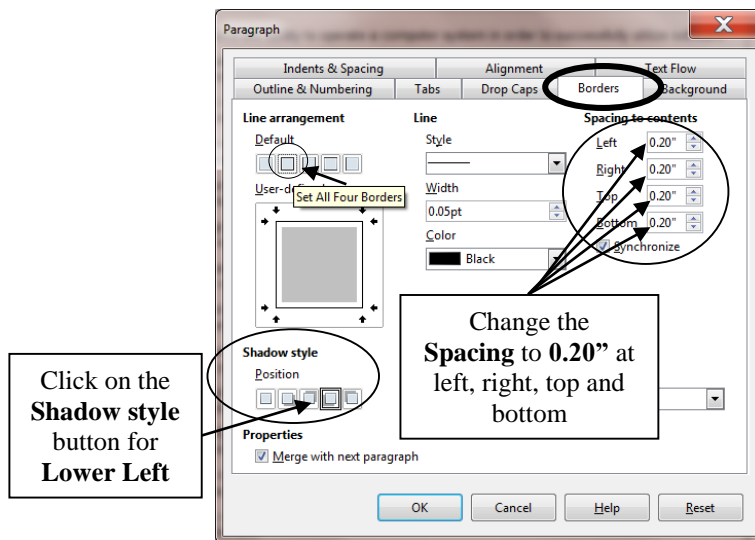 Paragraph
Indents & Spacing Alignment Text Flow
Outline & Numbering Tabs Drop Caps Borders Background
Line arrangement Line Spacing to contents
Default Style Left 0.20"
Right 0.20"
Set All Four Borders Width Top 0.20"
0.05pt Bottom 0.20"
Color Synchronize
Black
Change the
Spacing to 0.20” at
left, right, top and
bottom
Shadow style
Position
Click on the
Shadow style
button for
Lower Left
Properties
Merge with next paragraph
OK Cancel Help Reset